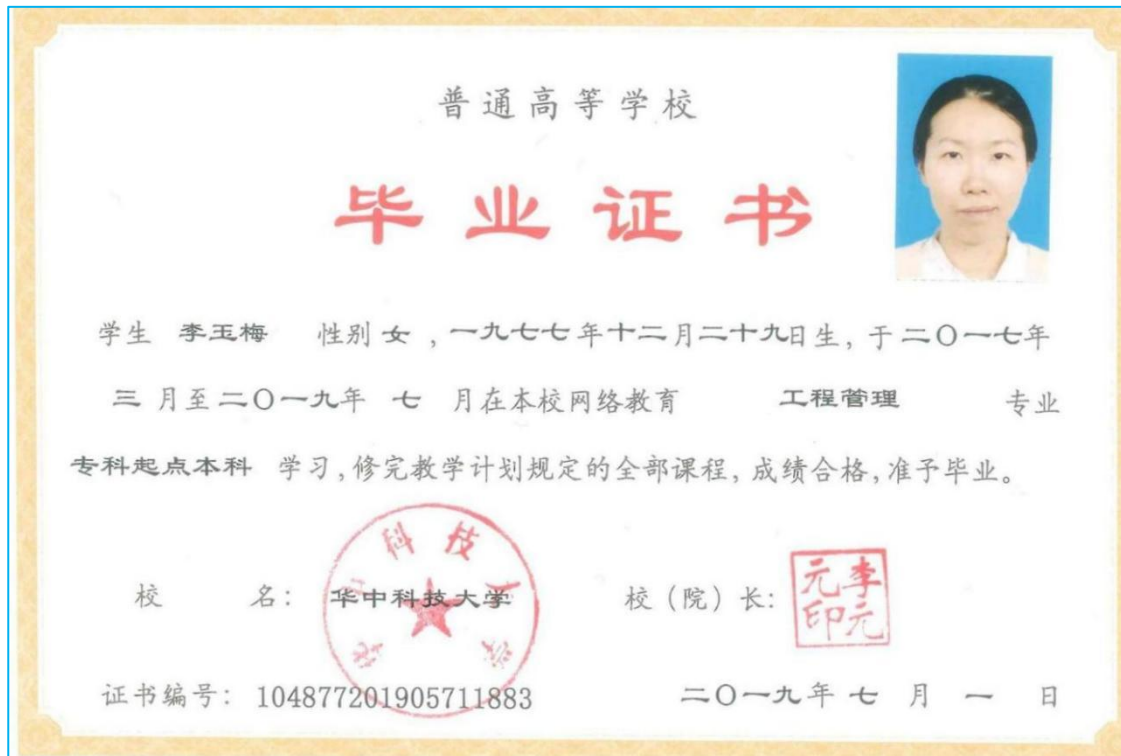 普通高等学校
毕业证书
学生 李玉梅 性别 女 ，一九七七年十二月二十九日生，于二〇一七年
三 月至二〇一九年 七 月在本校网络教育 工程管理 专业
专科起点本科 学习，修完教学计划规定的全部课程，成绩合格，准予毕业。
华中科技大学
校 名： 华中科技大学 校（院）长： 李元元印
证书编号： 104877201905711883 二〇一九年 七 月 一 日